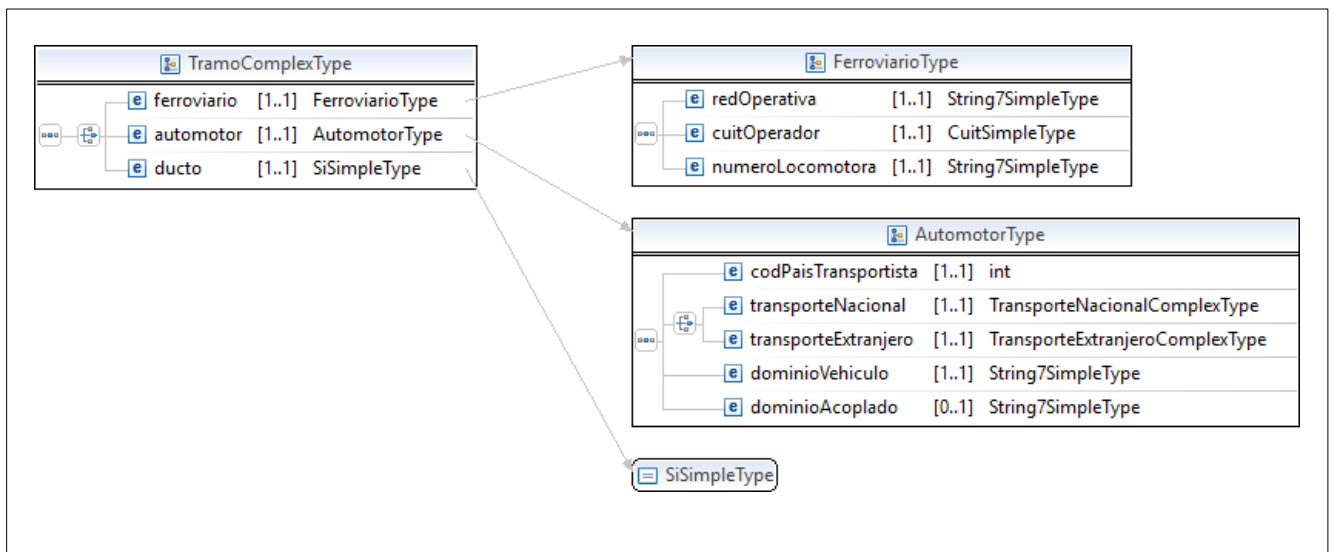 TramoComplexType
e ferroviario [1..1] FerroviarioType
e automotor [1..1] AutomotorType
e ducto [1..1] SiSimpleType
FerroviarioType
e redOperativa [1..1] String7SimpleType
e cuitOperador [1..1] CuitSimpleType
e numeroLocomotora [1..1] String7SimpleType
AutomotorType
e codPaisTransportista [1..1] int
e transporteNacional [1..1] TransporteNacionalComplexType
e transporteExtranjero [1..1] TransporteExtranjeroComplexType
e dominioVehiculo [1..1] String7SimpleType
e dominioAcoplado [0..1] String7SimpleType
SiSimpleType